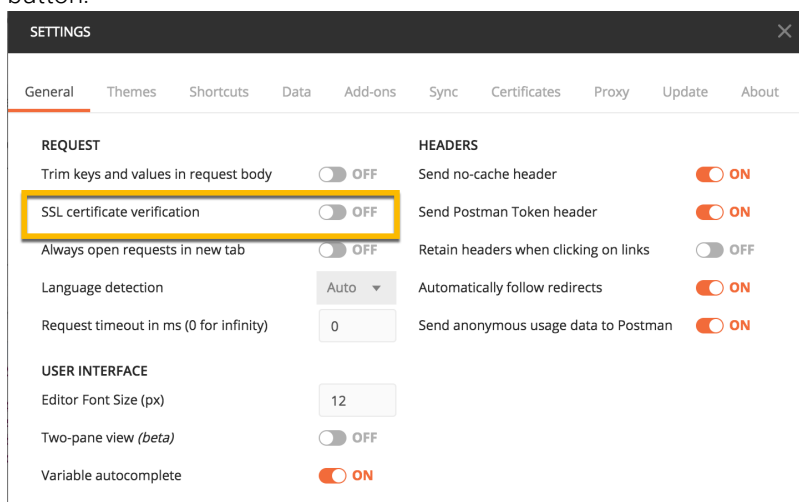 button.
SETTINGS
General Themes Shortcuts Data Add-ons Sync Certificates Proxy Update About
REQUEST
Trim keys and values in request body OFF
SSL certificate verification OFF
Always open requests in new tab OFF
Language detection Auto
Request timeout in ms (0 for infinity) 0
USER INTERFACE
Editor Font Size (px) 12
Two-pane view (beta) OFF
Variable autocomplete ON
HEADERS
Send no-cache header ON
Send Postman Token header ON
Retain headers when clicking on links OFF
Automatically follow redirects ON
Send anonymous usage data to Postman ON